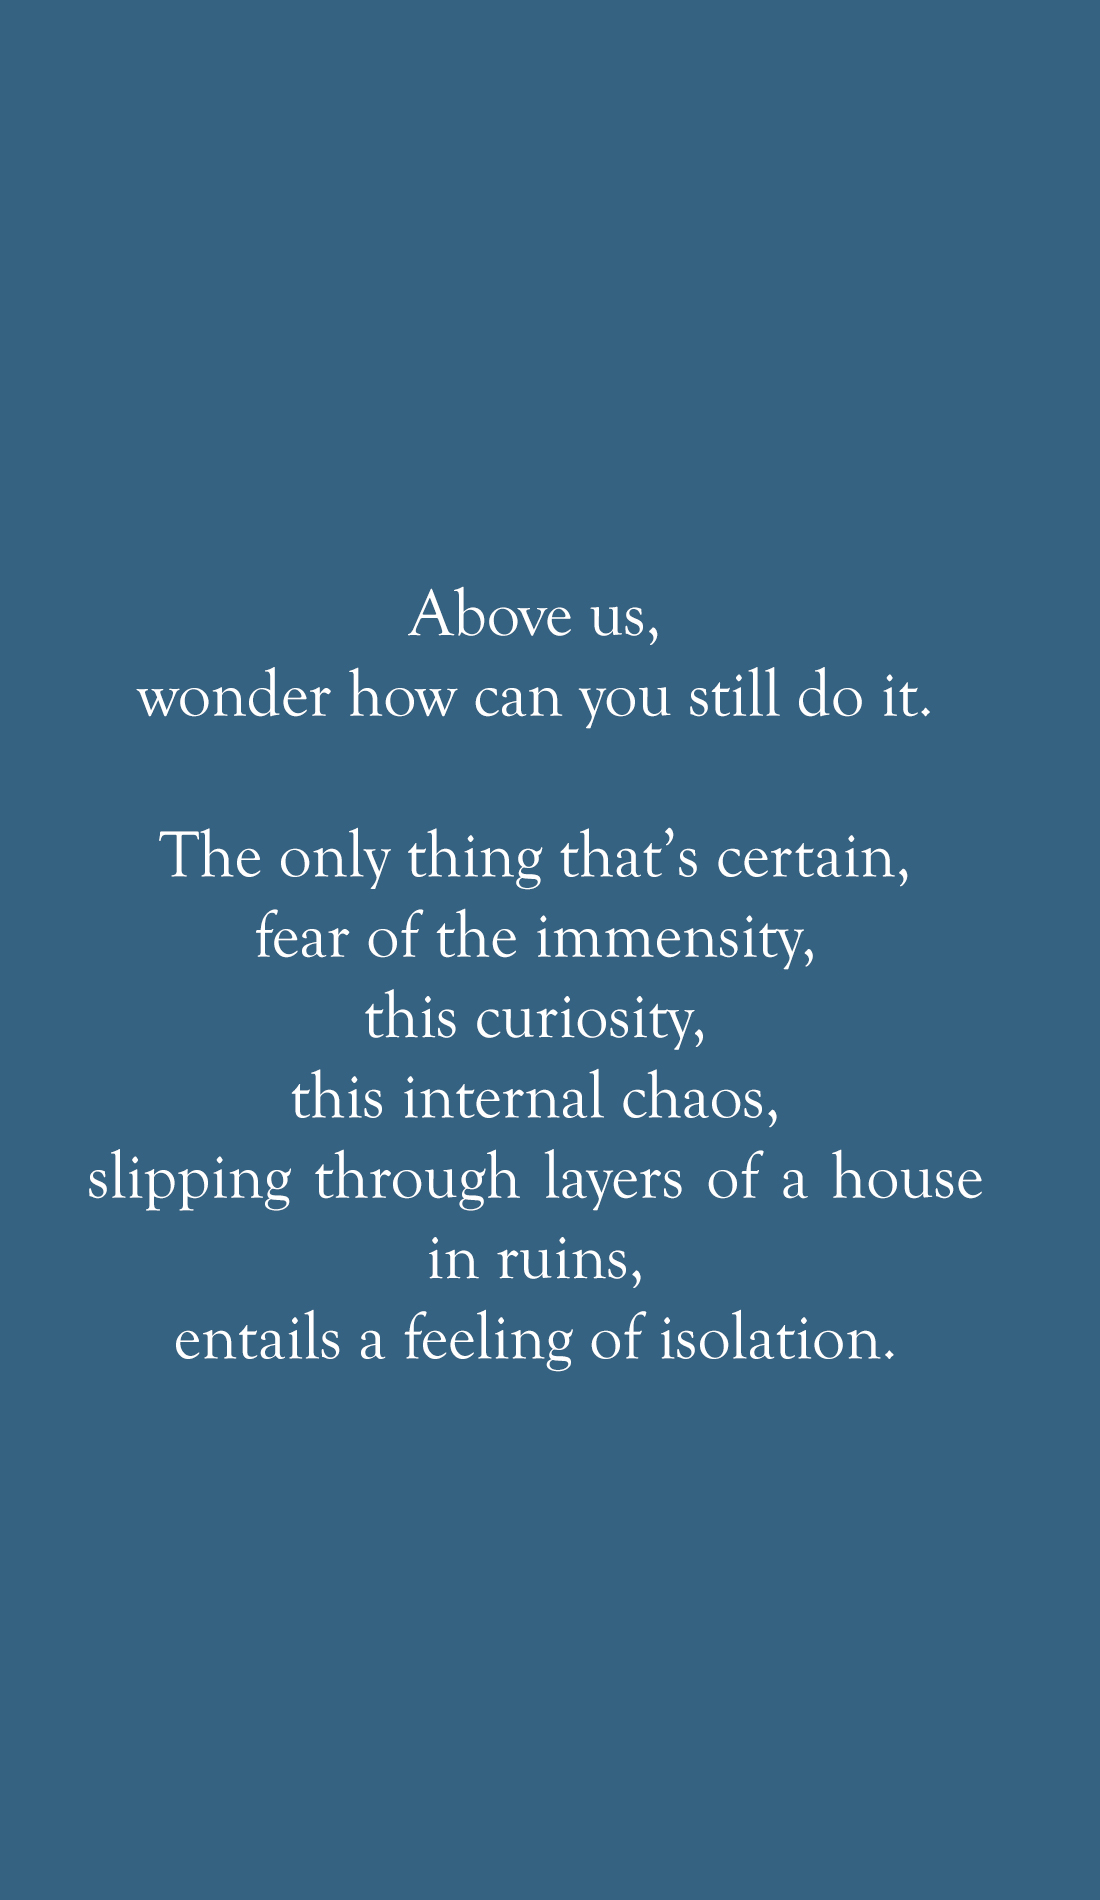 Above us,
wonder how can you still do it.
The only thing that’s certain,
fear of the immensity,
this curiosity,
this internal chaos,
slipping through layers of a house
in ruins,
entails a feeling of isolation.